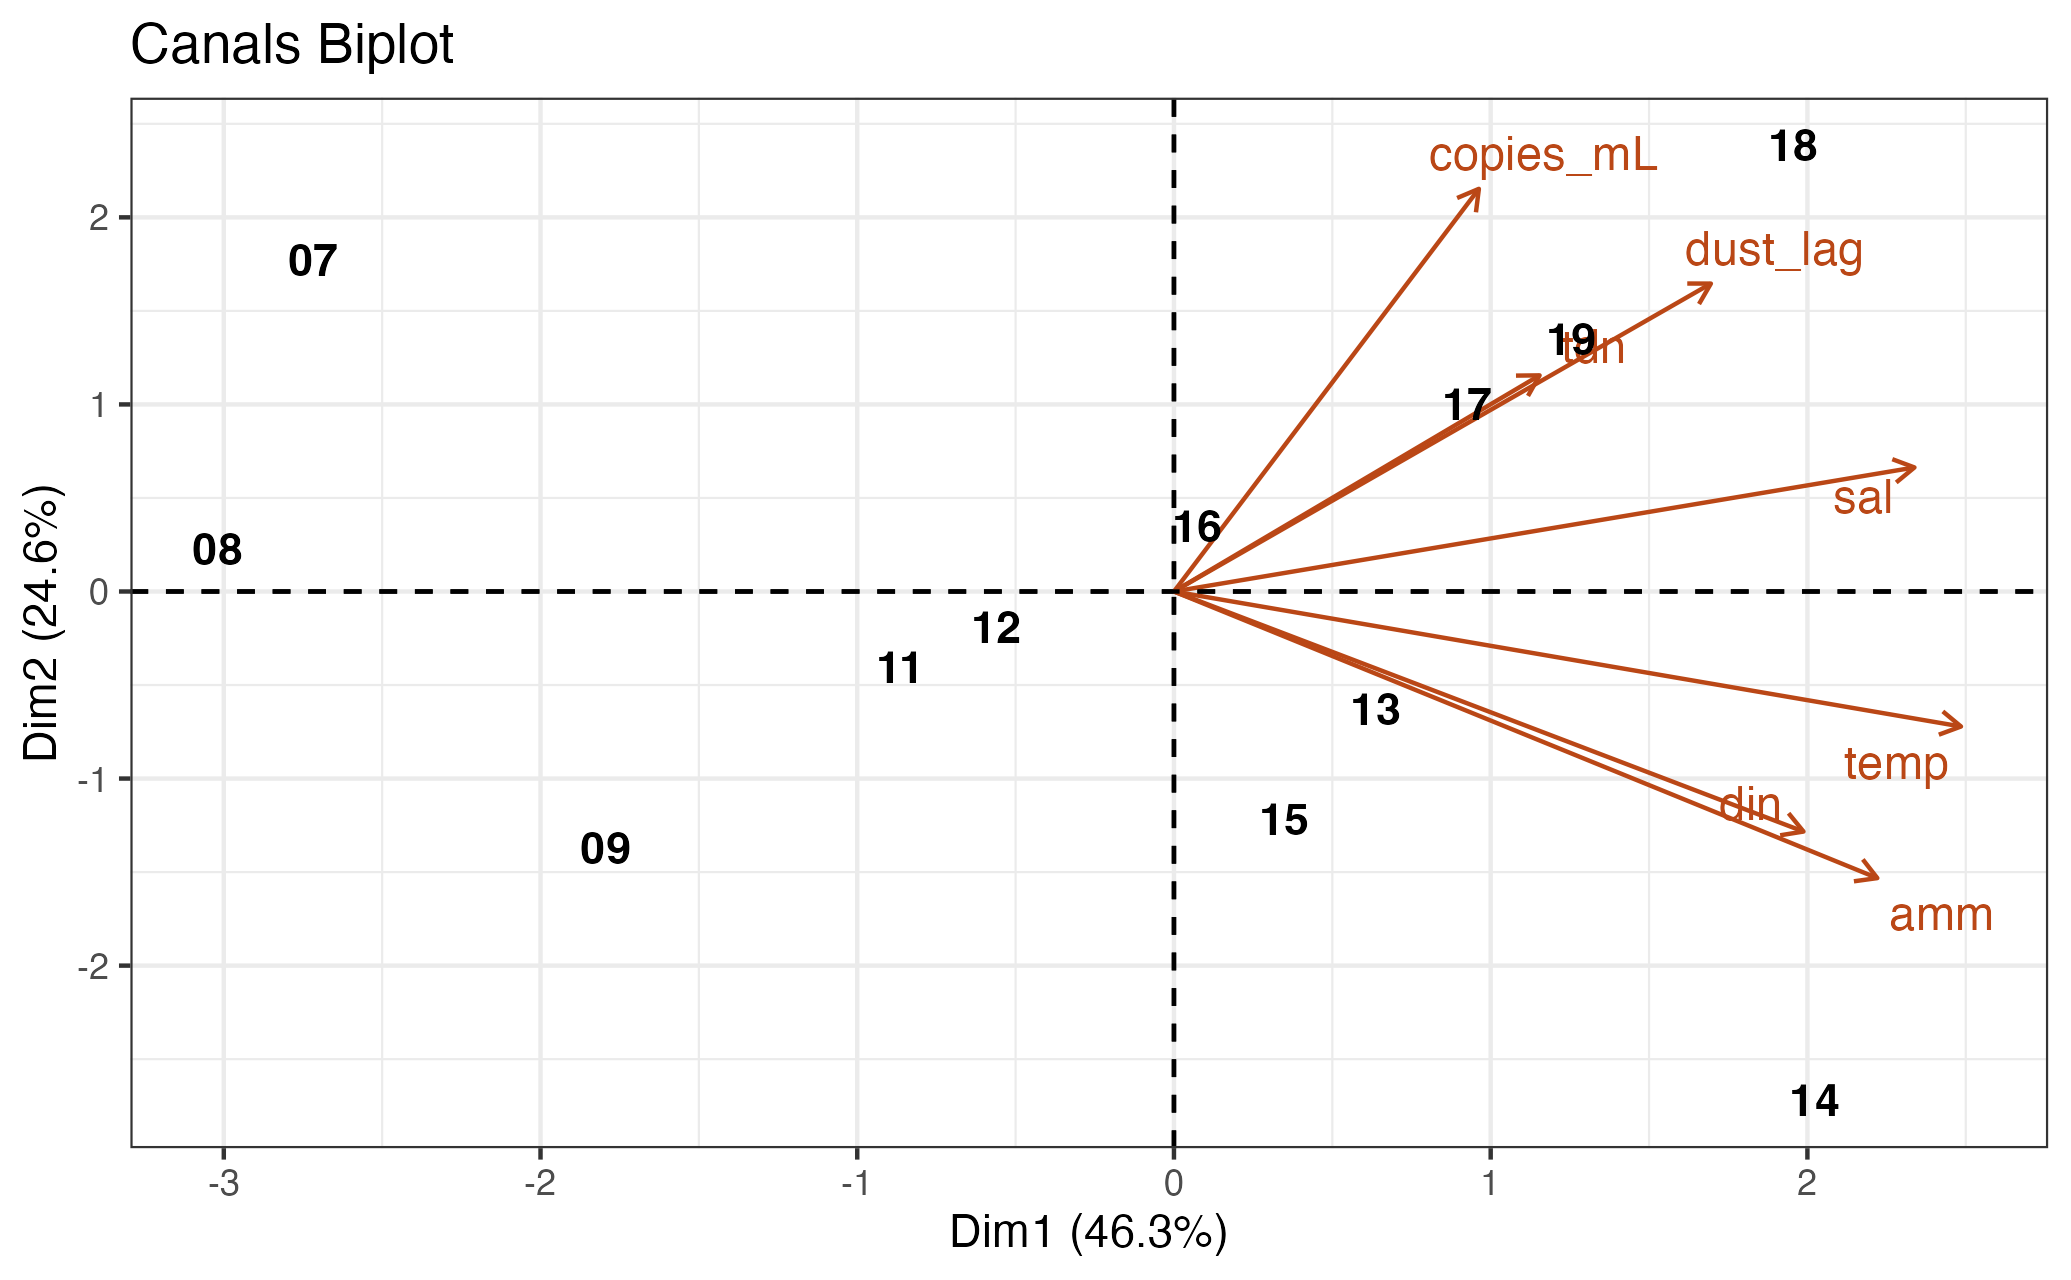 Canals Biplot
copies_mL
18
dust_lag
07
19
tdn
17
sal
16
08
12
11
13
temp
din
15
09
amm
14
2
1
0
-1
-2
-3
-2
-1
0
1
2
Dim1 (46.3%)
Dim2 (24.6%)